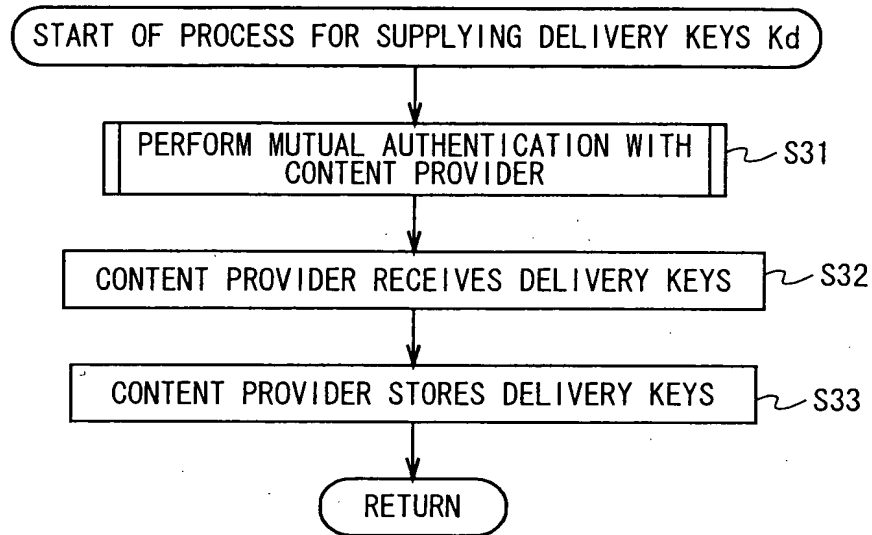 START OF PROCESS FOR SUPPLYING DELIVERY KEYS Kd
PERFORM MUTUAL AUTHENTICATION WITH
CONTENT PROVIDER
S31
CONTENT PROVIDER RECEIVES DELIVERY KEYS
S32
CONTENT PROVIDER STORES DELIVERY KEYS
S33
RETURN